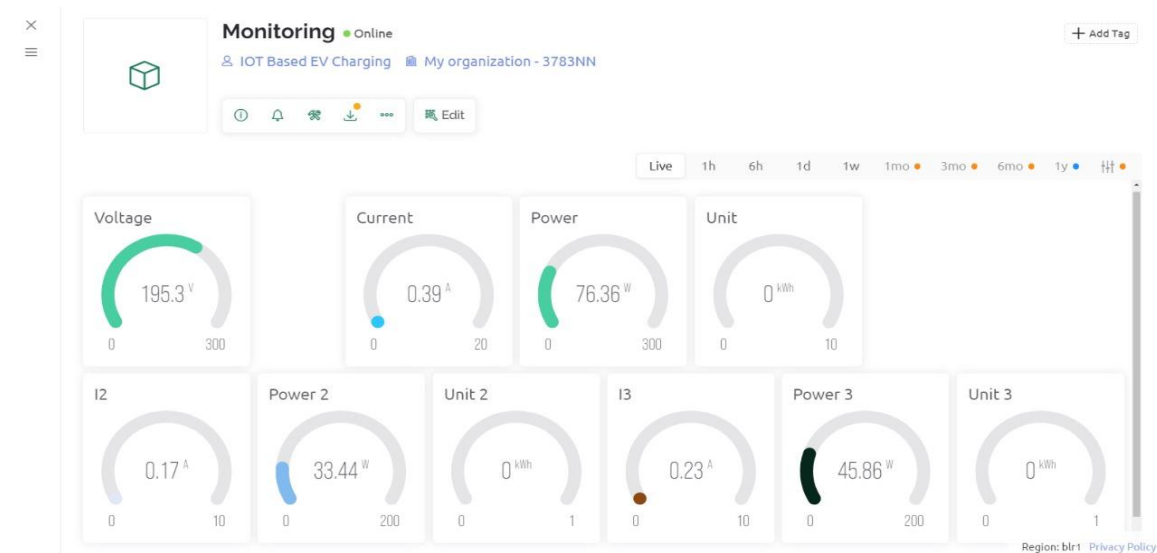 Monitoring Online
+ Add Tag
IOT Based EV Charging My organization - 3783NN
Edit
Live 1h 6h 1d 1w 1mo 3mo 6mo 1y
Voltage Current Power Unit
195.3 V 0.39 A 76.36 W 0 kWh
0 300 0 20 0 300 0 10
I2 Power 2 Unit 2 I3 Power 3 Unit 3
0.17 A 33.44 W 0 kWh 0.23 A 45.86 W 0 kWh
0 10 0 200 0 1 0 10 0 200 0 1
Region: blr1 Privacy Policy